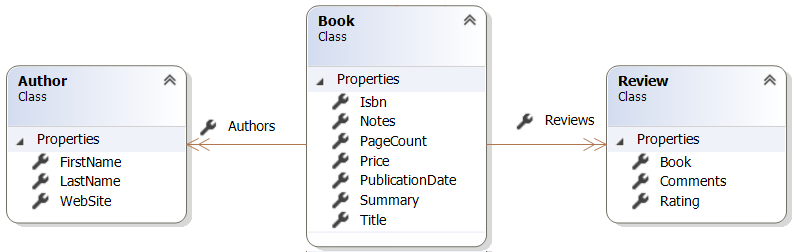 Author
Class
Properties
FirstName
LastName
WebSite
Authors
Book
Class
Properties
Isbn
Notes
PageCount
Price
PublicationDate
Summary
Title
Reviews
Review
Class
Properties
Book
Comments
Rating